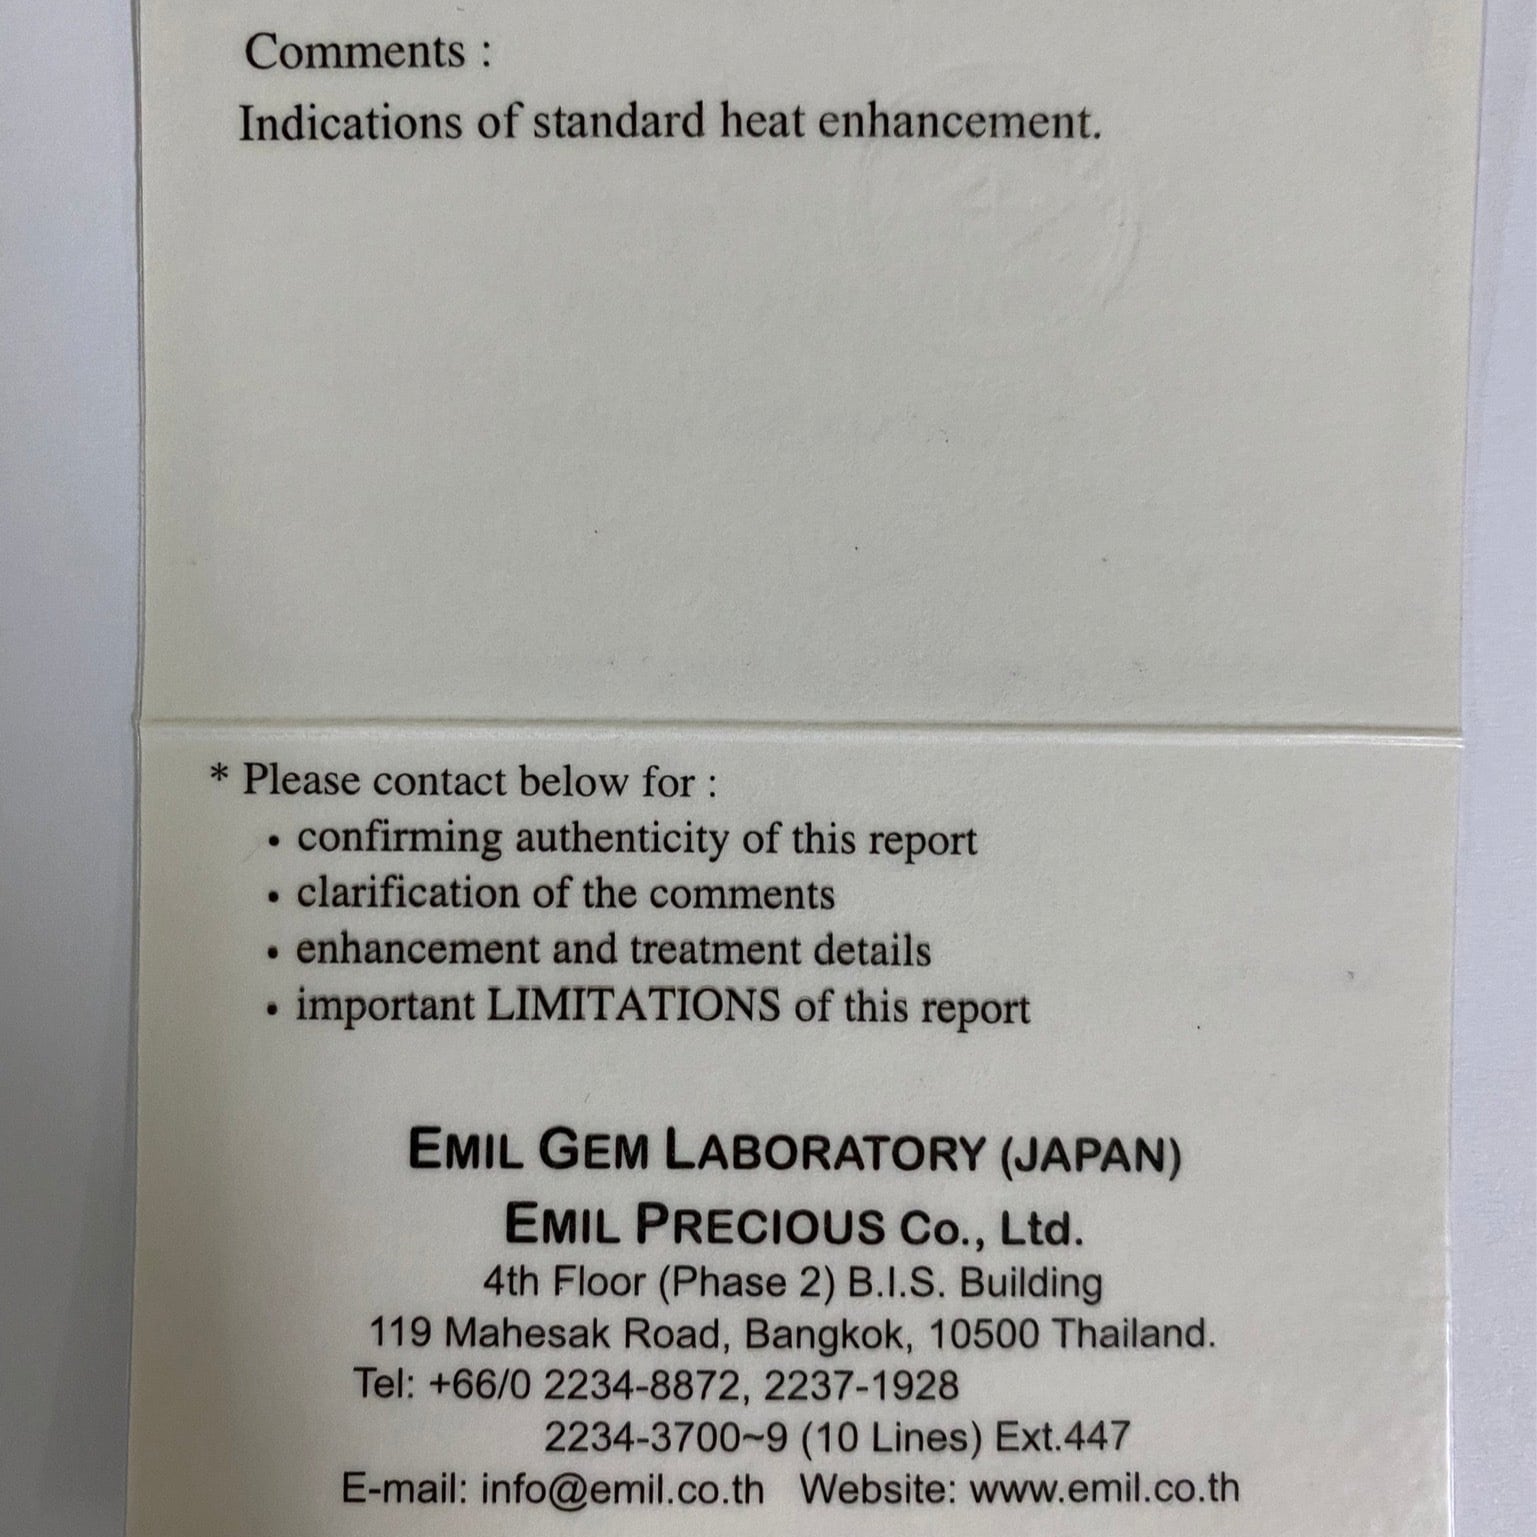 Comments :
Indications of standard heat enhancement.
* Please contact below for :
• confirming authenticity of this report
• clarification of the comments
• enhancement and treatment details
• important LIMITATIONS of this report
EMIL GEM LABORATORY (JAPAN)
EMIL PRECIOUS Co., Ltd.
4th Floor (Phase 2) B.I.S. Building
119 Mahesak Road, Bangkok, 10500 Thailand.
Tel: +66/0 2234-8872, 2237-1928
2234-3700~9 (10 Lines) Ext.447
E-mail: info@emil.co.th Website: www.emil.co.th